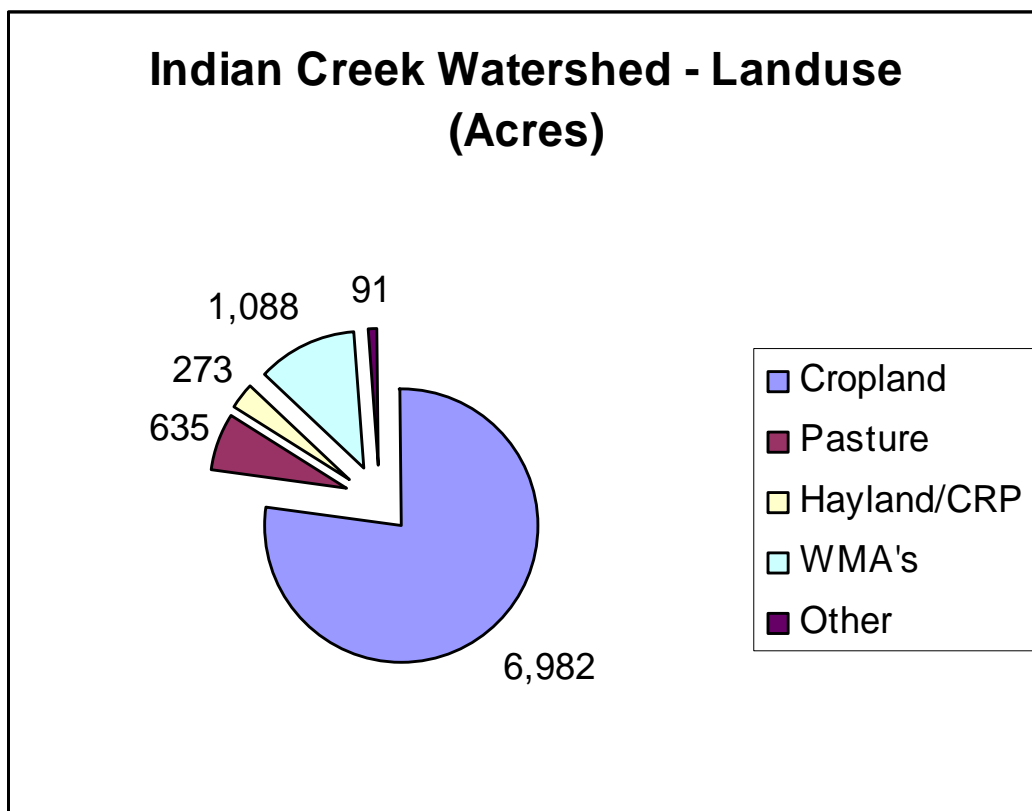 Indian Creek Watershed - Landuse
(Acres)
91
1,088
273
635
6,982
Cropland
Pasture
Hayland/CRP
WMA's
Other